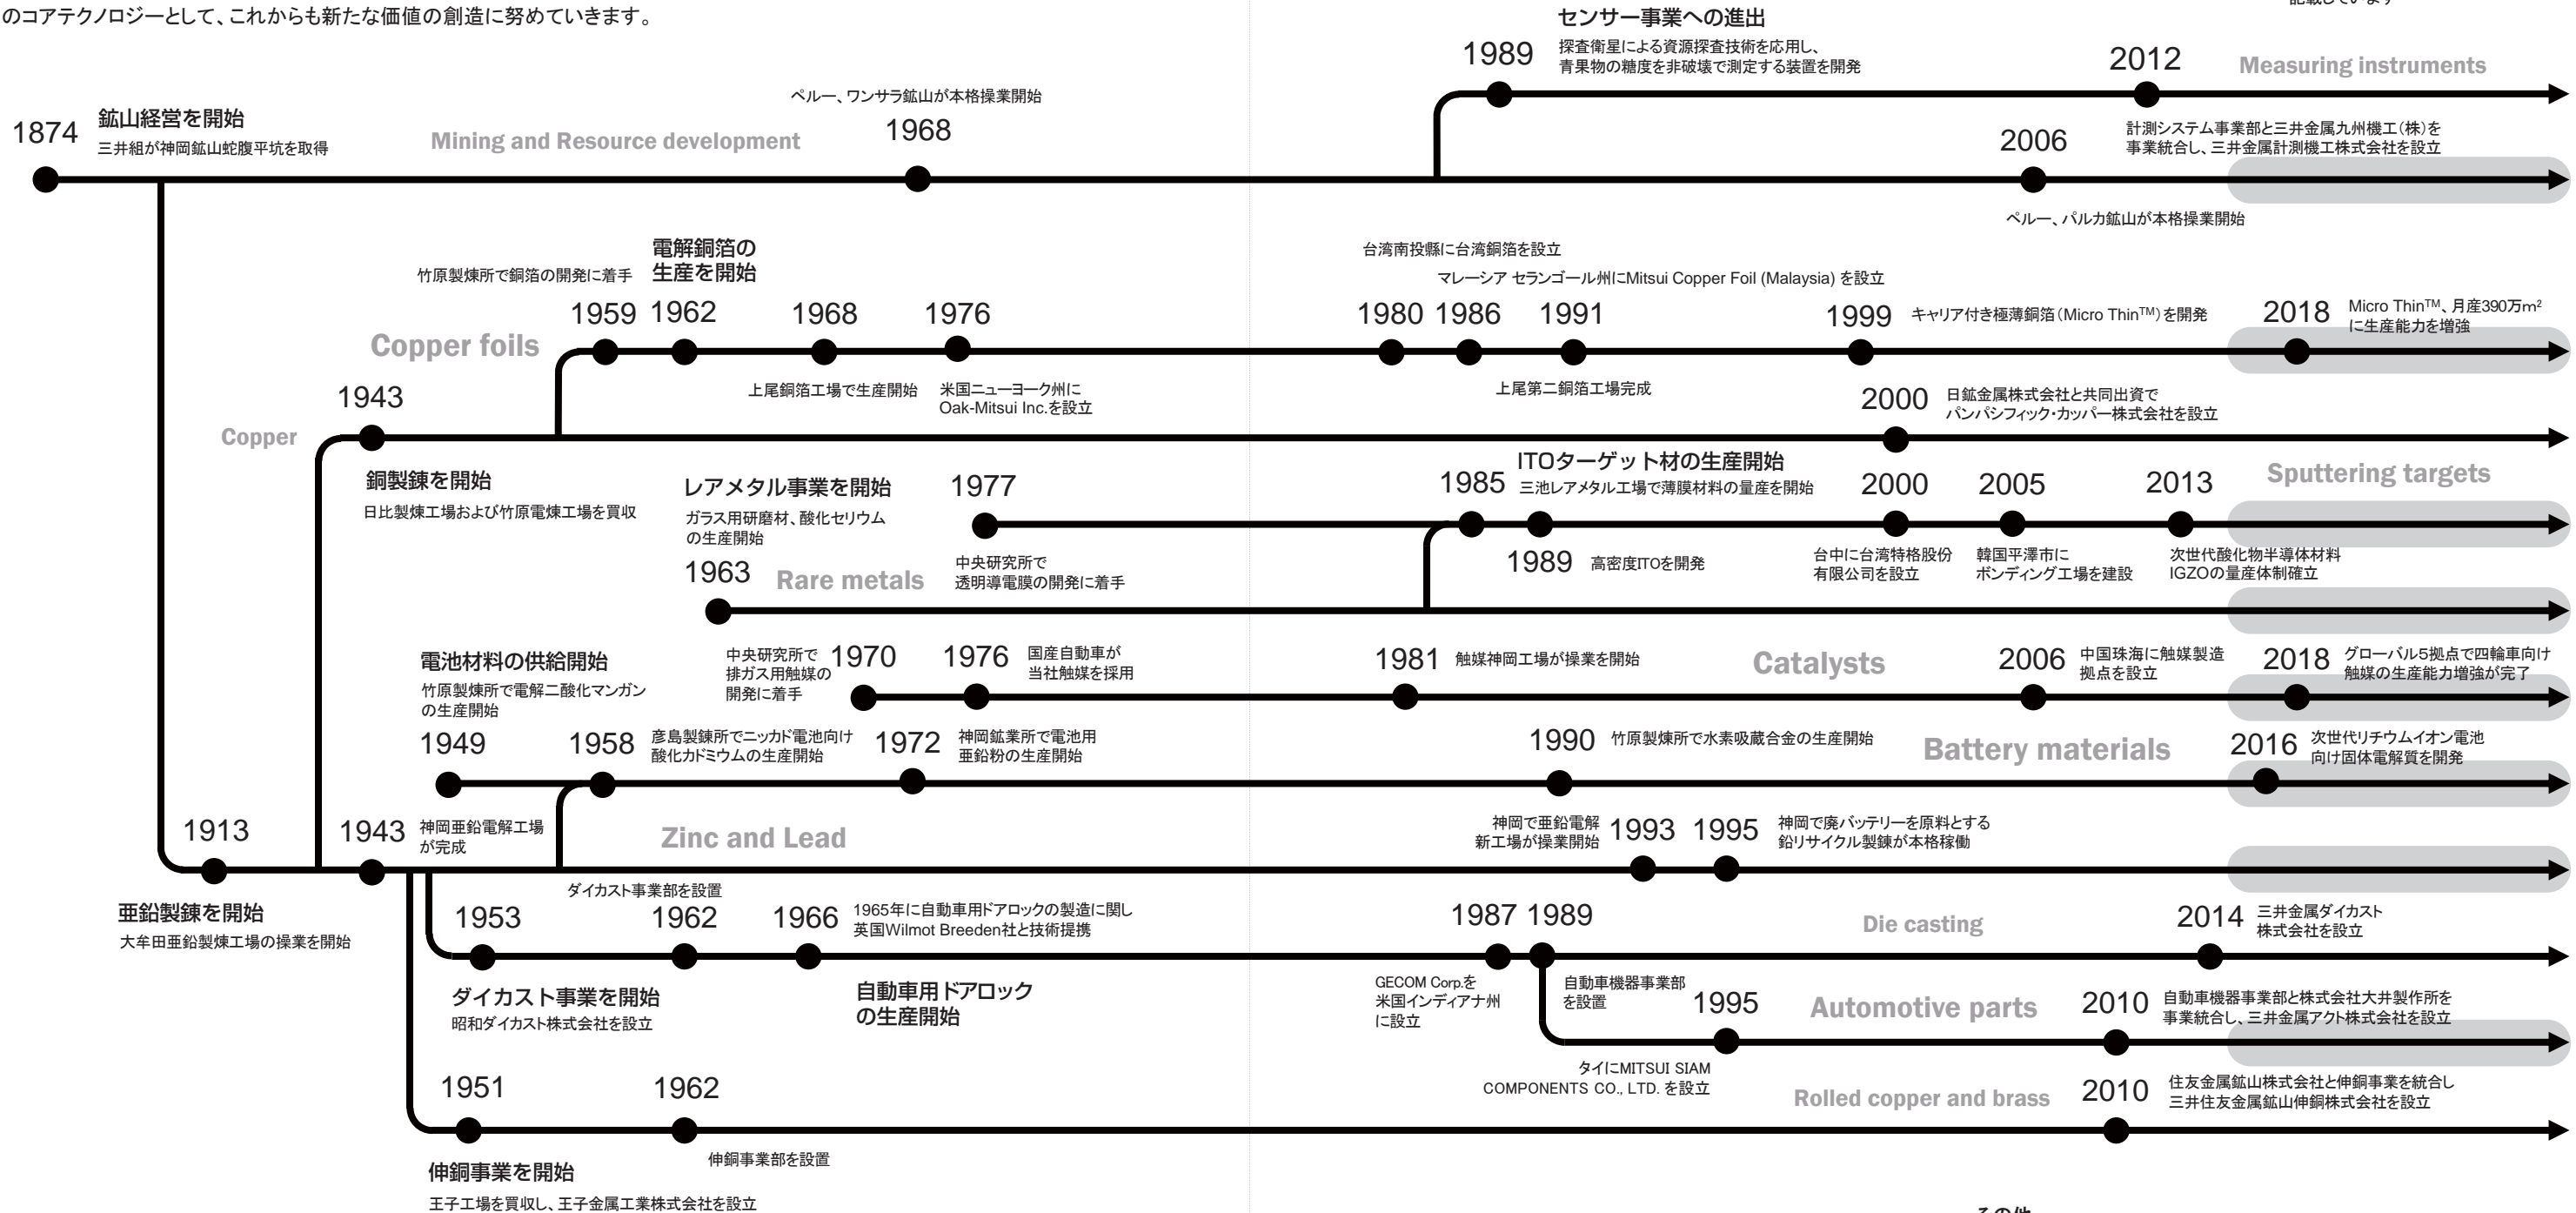 のコアテクノロジーとして、これからも新たな価値の創造に努めていきます。
記載しています
センサー事業への進出
1989
探査衛星による資源探査技術を応用し、
青果物の糖度を非破壊で測定する装置を開発
2012
Measuring instruments
計測システム事業部と三井金属九州機工（株）を
事業統合し、三井金属計測機工株式会社を設立
1874
鉱山経営を開始
三井組が神岡鉱山蛇腹平坑を取得
Mining and Resource development
ペルー、ワンサラ鉱山が本格操業開始
1968
2006
ペルー、パルカ鉱山が本格操業開始
Copper foils
竹原製煉所で銅箔の開発に着手
1959
電解銅箔の
生産を開始
1962
1968
上尾銅箔工場で生産開始
1976
米国ニューヨーク州に
Oak-Mitsui Inc.を設立
台湾南投縣に台湾銅箔を設立
1980
マレーシア セランゴール州にMitsui Copper Foil (Malaysia) を設立
1986
1991
上尾第二銅箔工場完成
1999
キャリア付き極薄銅箔（Micro Thin™）を開発
2018
Micro Thin™、月産390万m²
に生産能力を増強
Copper
1943
銅製錬を開始
日比製煉工場および竹原電煉工場を買収
2000
日鉱金属株式会社と共同出資で
パンパシフィック・カッパー株式会社を設立
1977
中央研究所で
透明導電膜の開発に着手
1985
ITOターゲット材の生産開始
三池レアメタル工場で薄膜材料の量産を開始
1989
高密度ITOを開発
2000
台中に台湾特格股份
有限公司を設立
2005
韓国平澤市に
ボンディング工場を建設
2013
次世代酸化物半導体材料
IGZOの量産体制確立
Sputtering targets
レアメタル事業を開始
ガラス用研磨材、酸化セリウム
の生産開始
1963
Rare metals
中央研究所で
排ガス用触媒の
開発に着手
1970
1976
国産自動車が
当社触媒を採用
1981
触媒神岡工場が操業を開始
Catalysts
2006
中国珠海に触媒製造
拠点を設立
2018
グローバル5拠点で四輪車向け
触媒の生産能力増強が完了
電池材料の供給開始
竹原製煉所で電解二酸化マンガン
の生産開始
1949
1958
彦島製錬所でニッカド電池向け
酸化カドミウムの生産開始
1972
神岡鉱業所で電池用
亜鉛粉の生産開始
1990
竹原製煉所で水素吸蔵合金の生産開始
Battery materials
2016
次世代リチウムイオン電池
向け固体電解質を開発
1913
亜鉛製錬を開始
大牟田亜鉛製煉工場の操業を開始
1943
神岡亜鉛電解工場
が完成
Zinc and Lead
神岡で亜鉛電解
新工場が操業開始
1993
1995
神岡で廃バッテリーを原料とする
鉛リサイクル製錬が本格稼働
1953
ダイカスト事業を開始
昭和ダイカスト株式会社を設立
ダイカスト事業部を設置
1962
1966
1965年に自動車用ドアロックの製造に関し
英国Wilmot Breeden社と技術提携
自動車用ドアロック
の生産開始
1987
GECOM Corp.を
米国インディアナ州
に設立
1989
自動車機器事業部
を設置
Die casting
2014
三井金属ダイカスト
株式会社を設立
1995
タイにMITSUI SIAM
COMPONENTS CO., LTD. を設立
Automotive parts
2010
自動車機器事業部と株式会社大井製作所を
事業統合し、三井金属アクト株式会社を設立
1951
伸銅事業を開始
王子工場を買収し、王子金属工業株式会社を設立
1962
伸銅事業部を設置
Rolled copper and brass
2010
住友金属鉱山株式会社と伸銅事業を統合し
三井住友金属鉱山伸銅株式会社を設立
その他